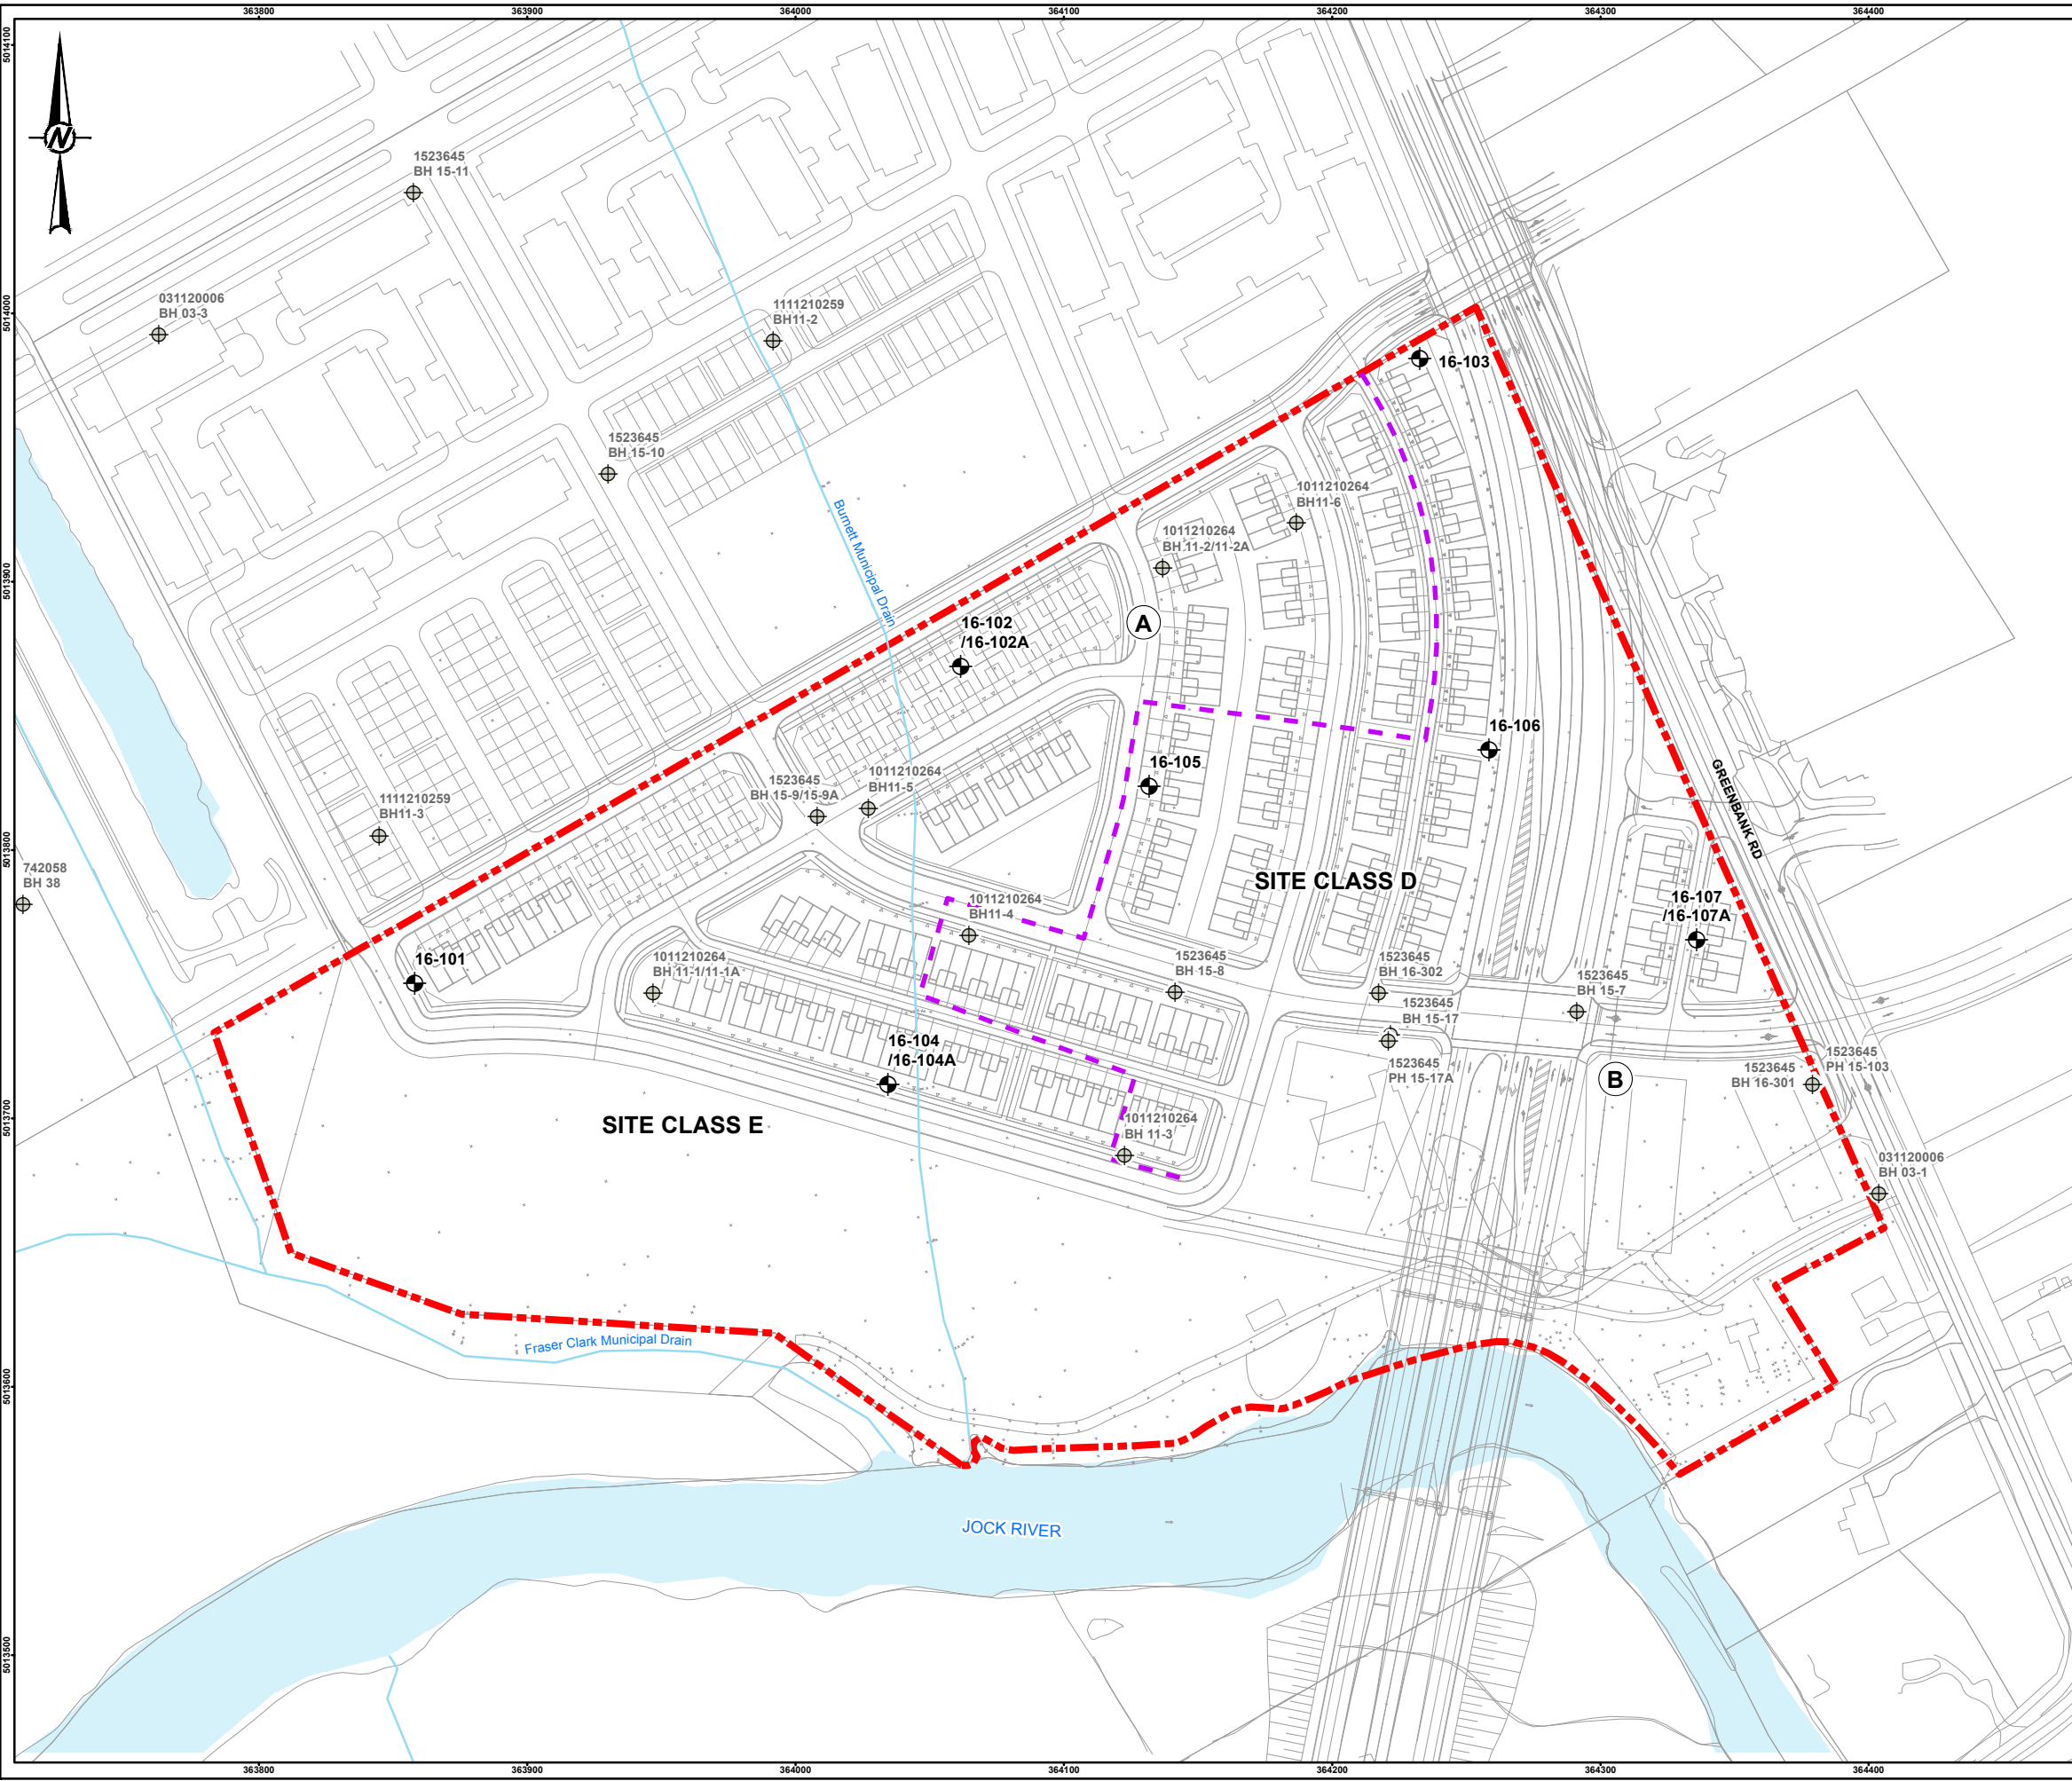 363800
363900
364000
364100
364200
364300
364400
5014100
5014000
5013900
5013800
5013700
5013600
5013500
N
1523645
BH 15-11
031120006
BH 03-3
1111210259
BH11-2
1523645
BH 15-10
16-103
1011210264
BH11-6
1011210264
BH 11-2/11-2A
Burnett Municipal Drain
16-102
/16-102A
A
16-106
16-105
GREENBANK RD
1523645
BH 15-9/15-9A
1011210264
BH11-5
1111210259
BH11-3
742058
BH 38
SITE CLASS D
16-107
/16-107A
1011210264
BH11-4
16-101
1011210264
BH 11-1/11-1A
1523645
BH 15-8
1523645
BH 16-302
1523645
BH 15-7
1523645
BH 15-17
16-104
/16-104A
1523645
PH 15-17A
B
1523645
PH 15-103
1523645
BH 16-301
SITE CLASS E
1011210264
BH 11-3
031120006
BH 03-1
Fraser Clark Municipal Drain
JOCK RIVER
363800
363900
364000
364100
364200
364300
364400